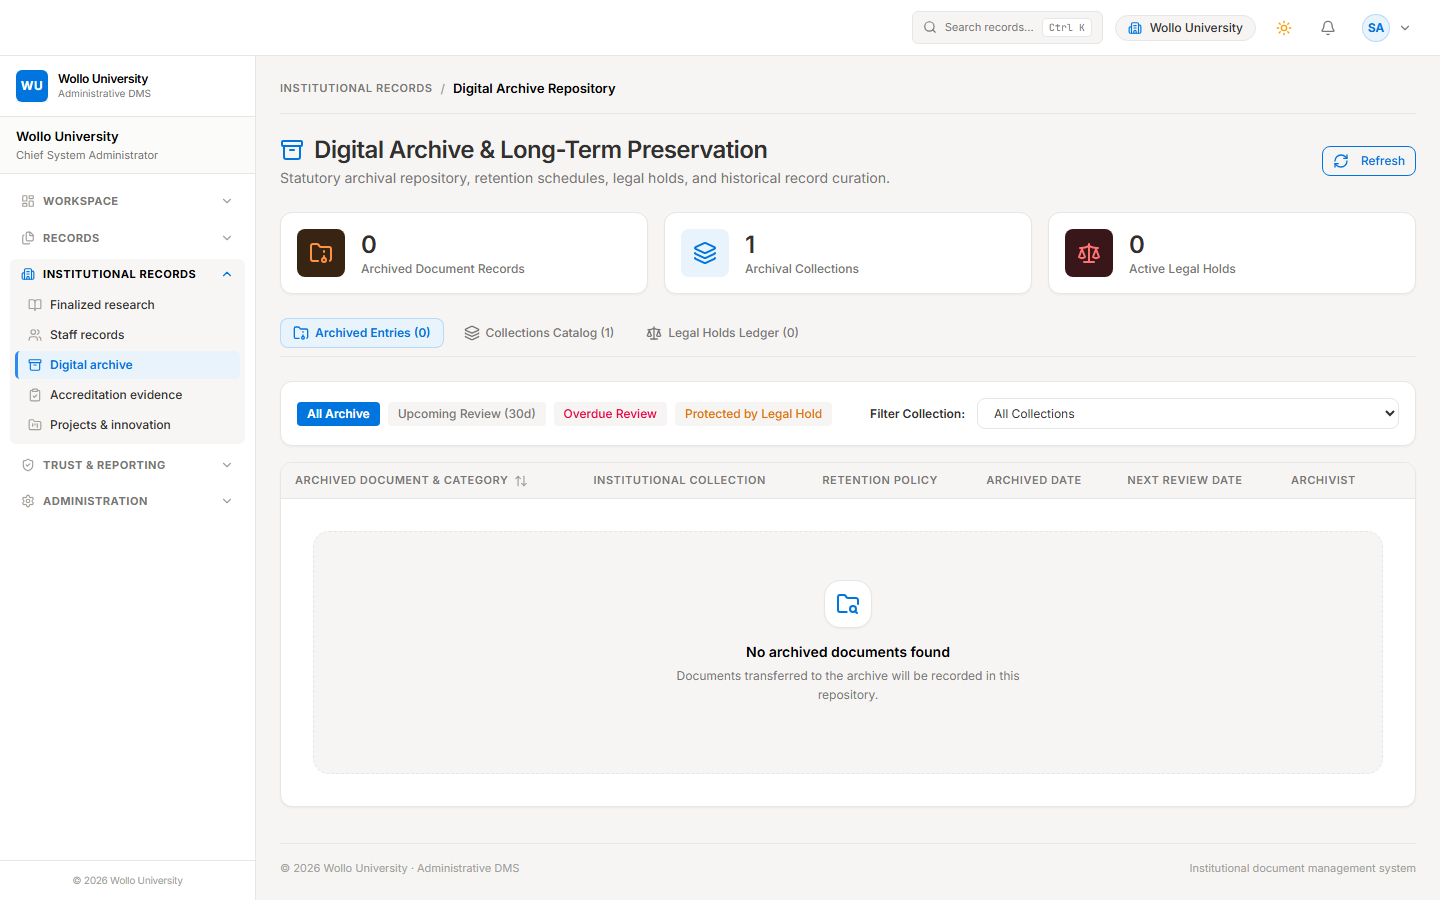 Search records... Ctrl K
Wollo University
SA
WU
Wollo University
Administrative DMS
Wollo University
Chief System Administrator
WORKSPACE
RECORDS
INSTITUTIONAL RECORDS
Finalized research
Staff records
Digital archive
Accreditation evidence
Projects & innovation
TRUST & REPORTING
ADMINISTRATION
© 2026 Wollo University
INSTITUTIONAL RECORDS / Digital Archive Repository
Digital Archive & Long-Term Preservation
Statutory archival repository, retention schedules, legal holds, and historical record curation.
Refresh
0
Archived Document Records
1
Archival Collections
0
Active Legal Holds
Archived Entries (0)
Collections Catalog (1)
Legal Holds Ledger (0)
All Archive
Upcoming Review (30d)
Overdue Review
Protected by Legal Hold
Filter Collection:
All Collections
ARCHIVED DOCUMENT & CATEGORY
INSTITUTIONAL COLLECTION
RETENTION POLICY
ARCHIVED DATE
NEXT REVIEW DATE
ARCHIVIST
No archived documents found
Documents transferred to the archive will be recorded in this
repository.
© 2026 Wollo University · Administrative DMS
Institutional document management system